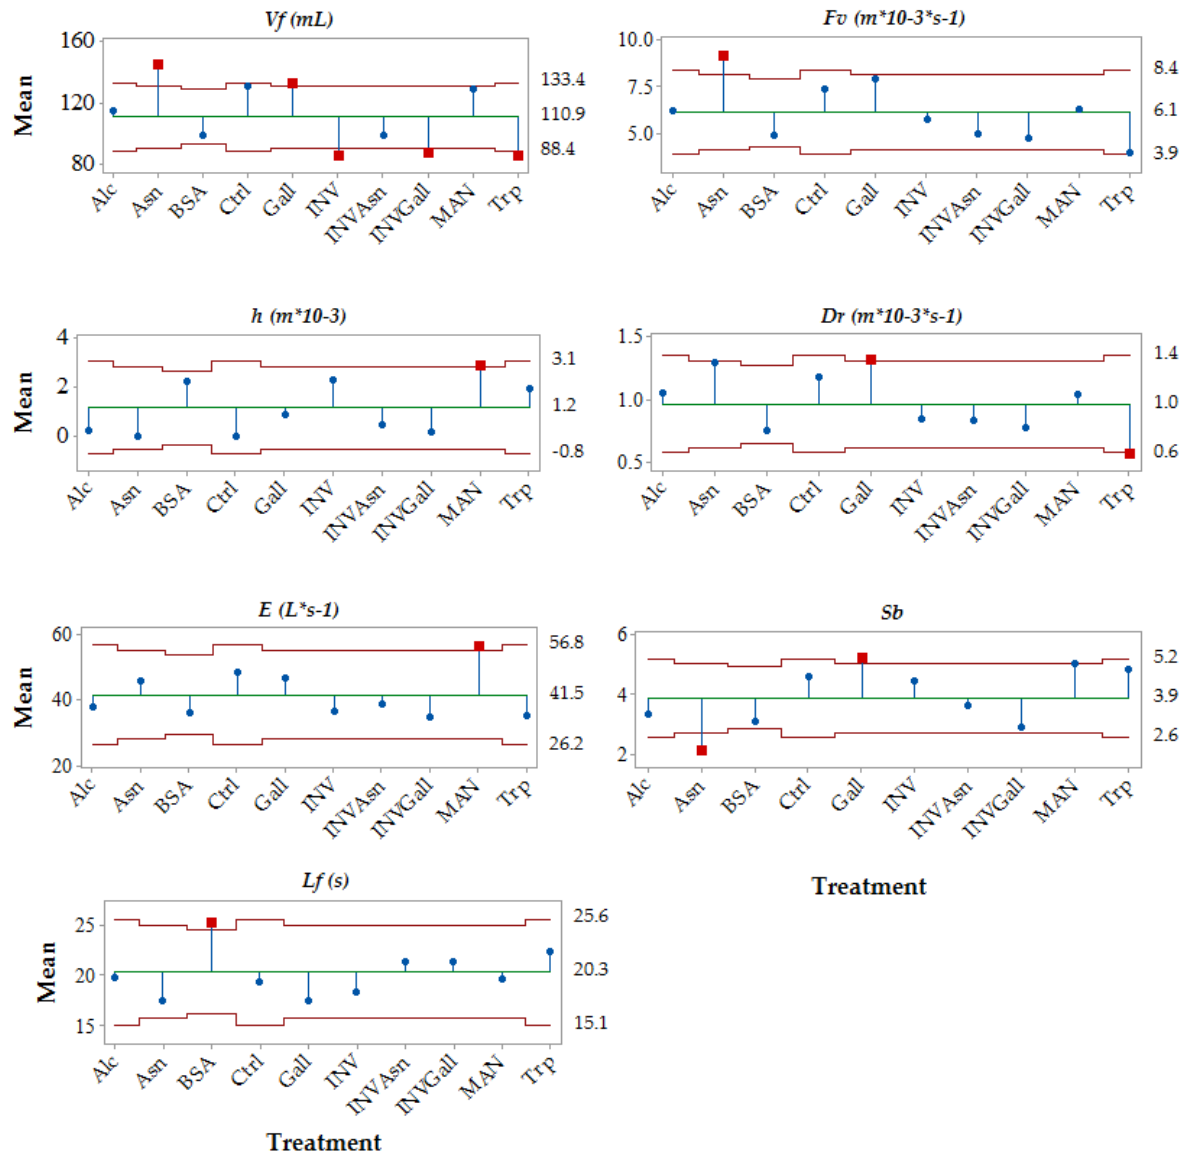 Vf (mL)
160
120
80
Mean
133.4
110.9
88.4
Alc Asn BSA Ctrl Gall INV INVAsn INVGall MAN Trp
Fv (m*10-3*s-1)
10.0
7.5
5.0
8.4
6.1
3.9
Alc Asn BSA Ctrl Gall INV INVAsn INVGall MAN Trp
h (m*10-3)
4
2
0
Mean
3.1
1.2
-0.8
Alc Asn BSA Ctrl Gall INV INVAsn INVGall MAN Trp
Dr (m*10-3*s-1)
1.5
1.0
0.5
1.4
1.0
0.6
Alc Asn BSA Ctrl Gall INV INVAsn INVGall MAN Trp
E (L*s-1)
60
40
20
Mean
56.8
41.5
26.2
Alc Asn BSA Ctrl Gall INV INVAsn INVGall MAN Trp
Sb
6
4
2
5.2
3.9
2.6
Alc Asn BSA Ctrl Gall INV INVAsn INVGall MAN Trp
Treatment
Lf (s)
25
20
15
Mean
25.6
20.3
15.1
Alc Asn BSA Ctrl Gall INV INVAsn INVGall MAN Trp
Treatment